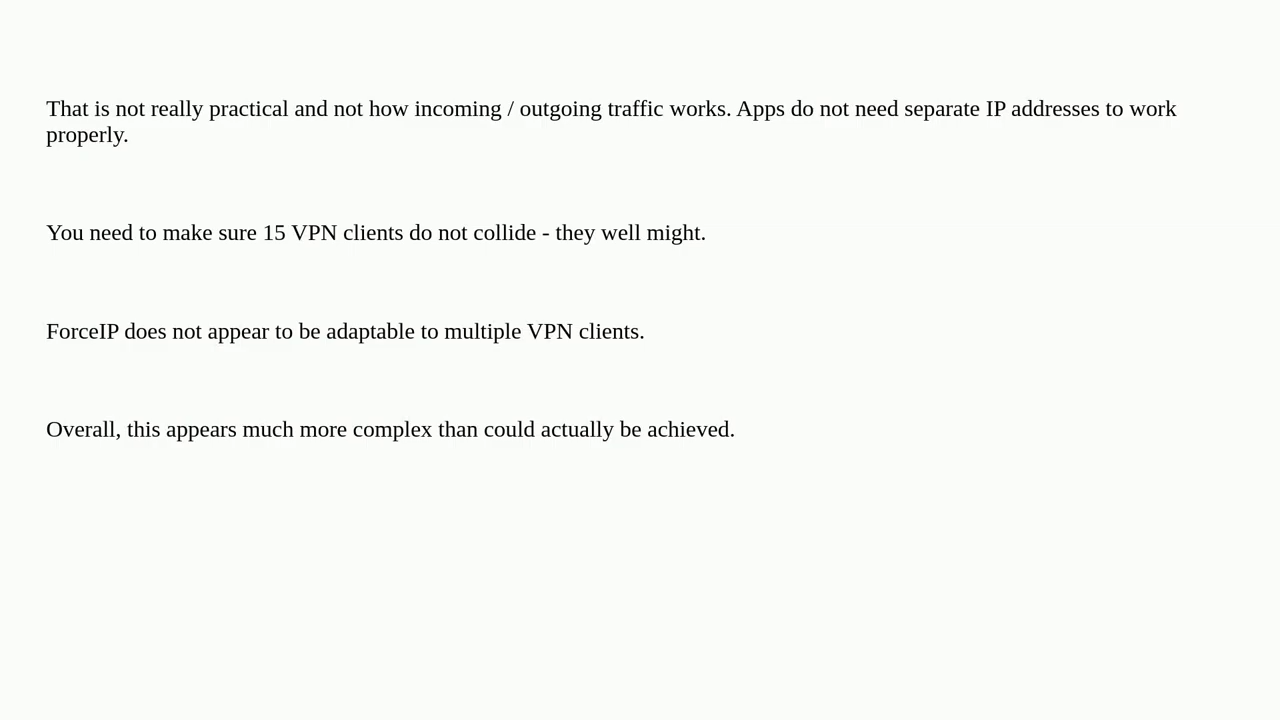 That is not really practical and not how incoming / outgoing traffic works. Apps do not need separate IP addresses to work
properly.
You need to make sure 15 VPN clients do not collide - they well might.
ForceIP does not appear to be adaptable to multiple VPN clients.
Overall, this appears much more complex than could actually be achieved.